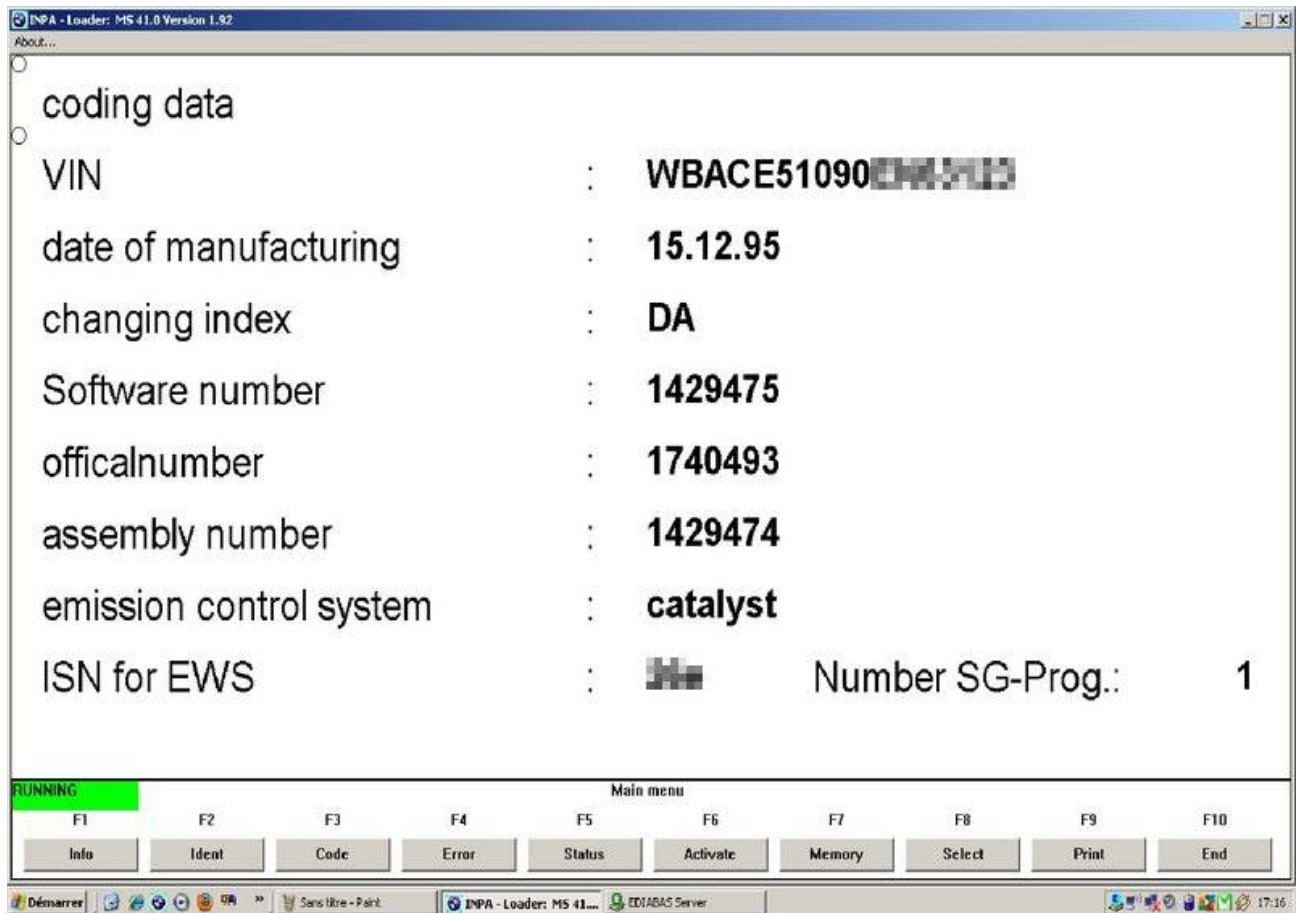 INPA - Loader: MS 41.0 Version 1.92
About...
coding data
VIN : WBACE51090
date of manufacturing : 15.12.95
changing index : DA
Software number : 1429475
officalnumber : 1740493
assembly number : 1429474
emission control system : catalyst
ISN for EWS : Number SG-Prog.: 1
RUNNING Main menu
F1 F2 F3 F4 F5 F6 F7 F8 F9 F10
Info Ident Code Error Status Activate Memory Select Print End
Démarrer » Sans titre - Paint INPA - Loader: MS 41.... EDIABAS Server 17:16